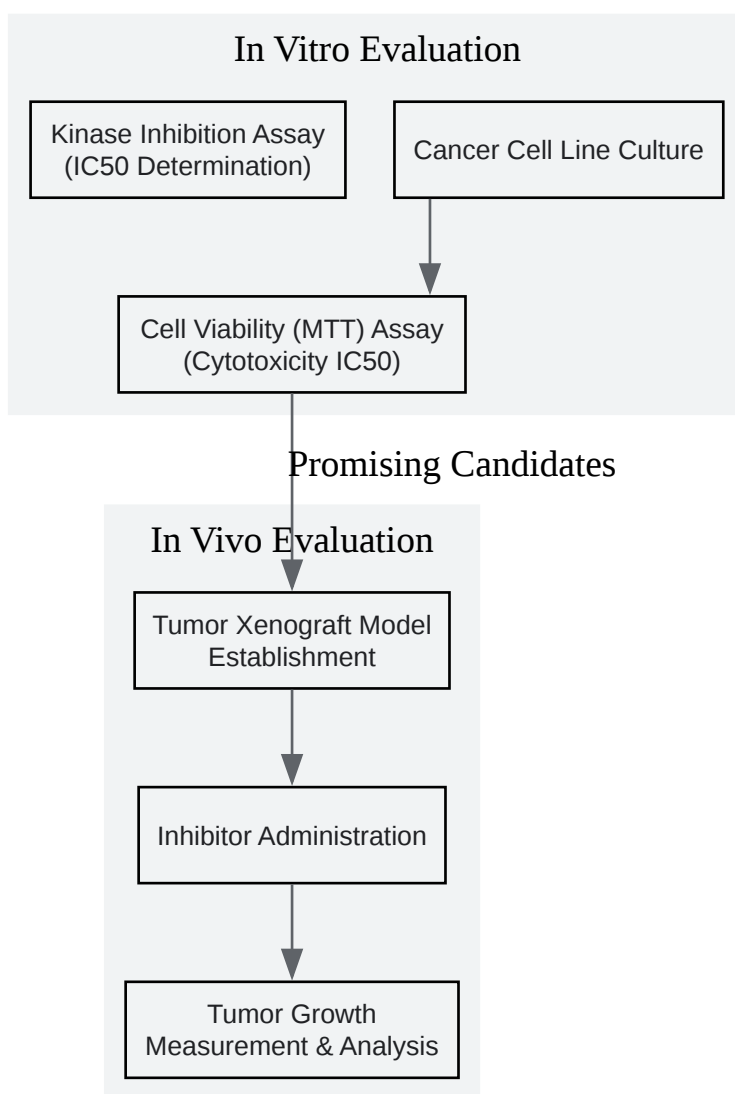 In Vitro Evaluation
Kinase Inhibition Assay
(IC50 Determination)
Cancer Cell Line Culture
Cell Viability (MTT) Assay
(Cytotoxicity IC50)
Promising Candidates
In Vivo Evaluation
Tumor Xenograft Model
Establishment
Inhibitor Administration
Tumor Growth
Measurement & Analysis